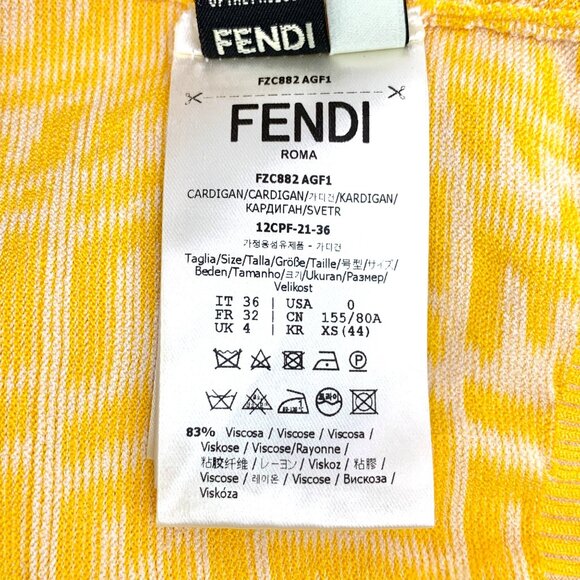 FENDI
FZC882 AGF1
FENDI
ROMA
FZC882 AGF1
CARDIGAN/CARDIGAN/가디건/KARDIGAN/
КАРДИГАН/SVETR
12CPF-21-36
가정용섬유제품 - 가디건
Taglia/Size/Talla/Größe/Taille/号型/サイズ/
Beden/Tamanho/크기/Ukuran/Размер/
Velikost
IT 36 | USA 0
FR 32 | CN 155/80A
UK 4 | KR XS(44)
드라이
83% Viscosa / Viscose / Viscosa /
Viskose / Viscose/Rayonne /
粘胶纤维 / レーヨン / Viskoz / 粘膠 /
Viscose / 레이온 / Viscose / Вискоза /
Viskóza